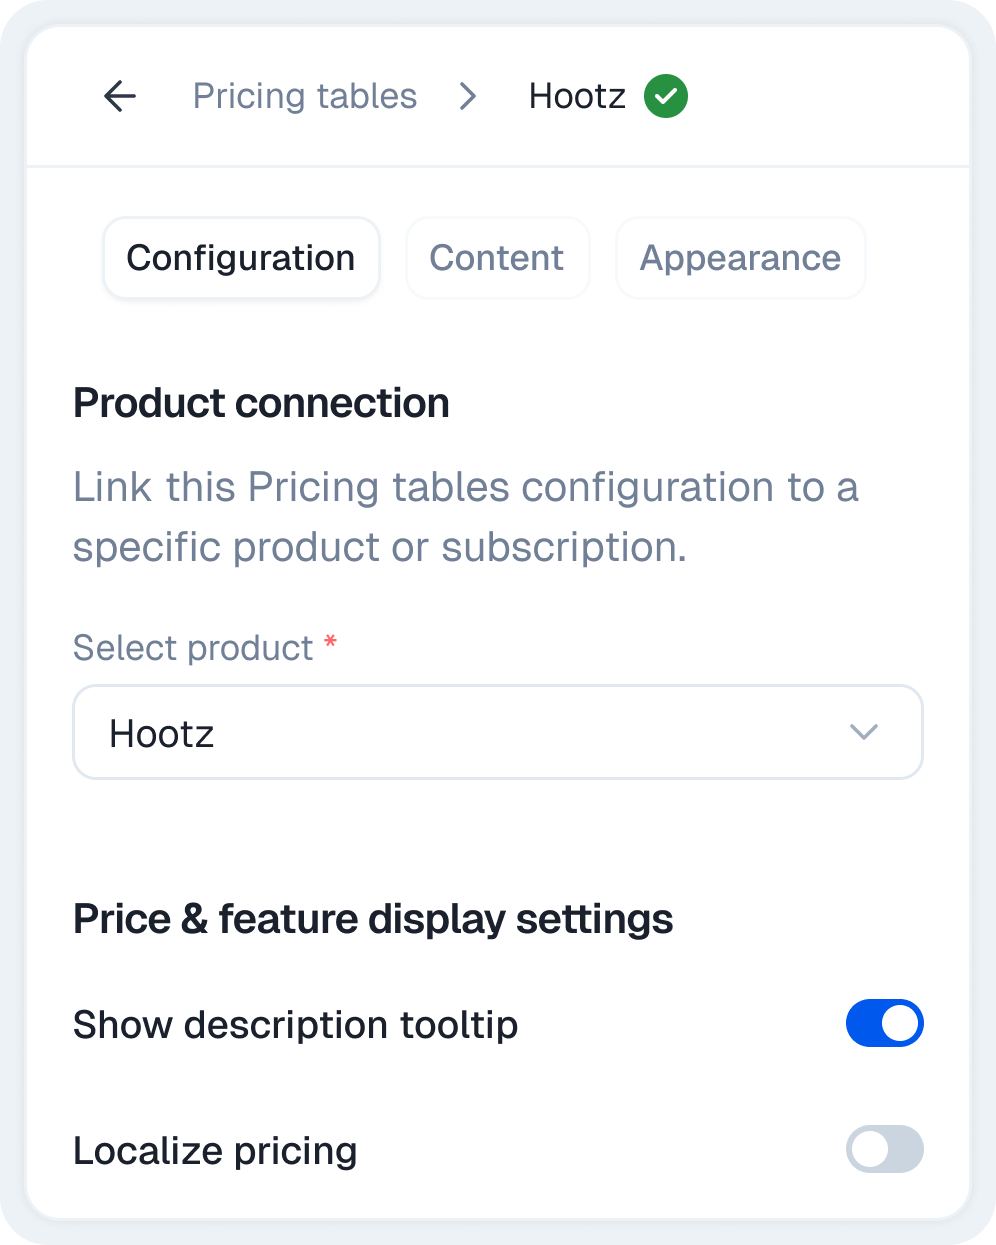 Pricing tables
Hootz
Configuration
Content
Appearance
Product connection
Link this Pricing tables configuration to a
specific product or subscription.
Select product *
Hootz
Price & feature display settings
Show description tooltip
Localize pricing